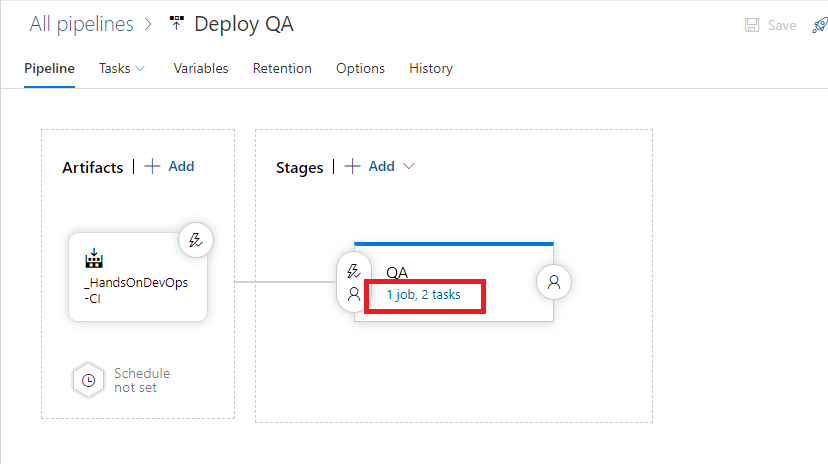 All pipelines > Deploy QA
Save
Pipeline Tasks Variables Retention Options History
Artifacts | + Add
Stages | + Add
_HandsOnDevOps
-CI
QA
1 job, 2 tasks
Schedule
not set